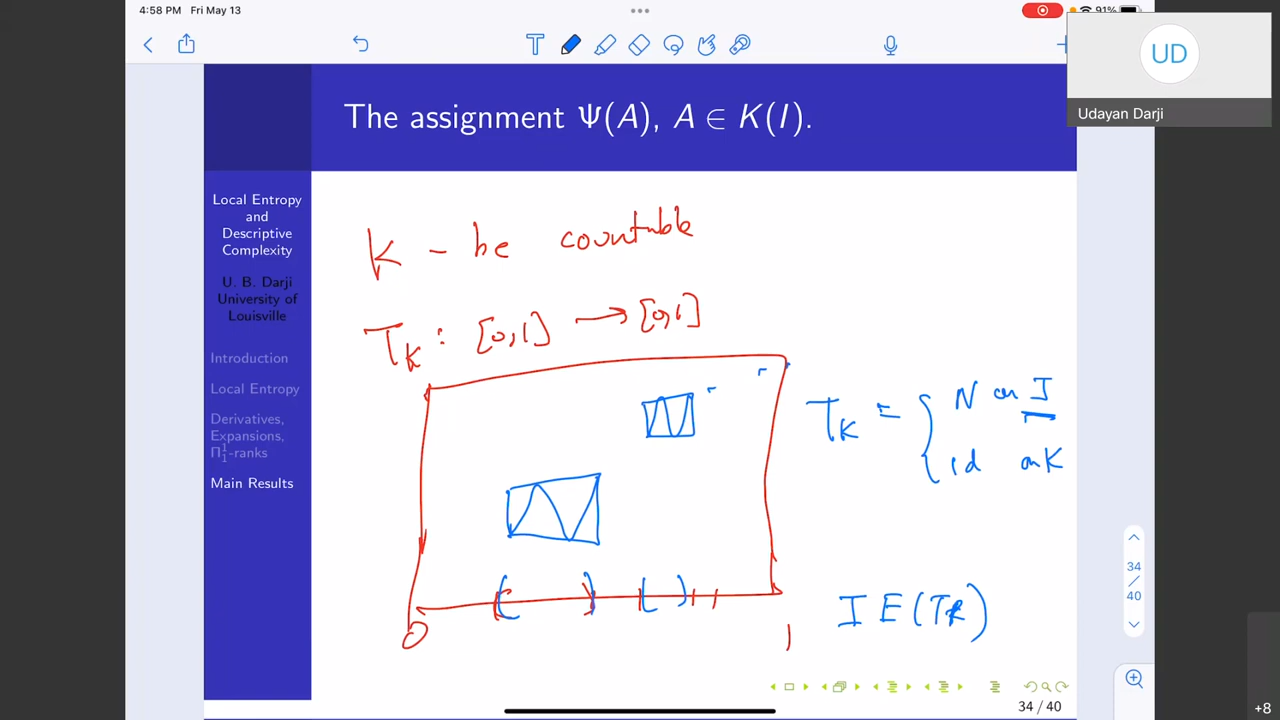 4:58 PM Fri May 13
91%
UD
Udayan Darji
The assignment Ψ(A), A ∈ K(I).
Local Entropy
and
Descriptive
Complexity
U. B. Darji
University of
Louisville
Introduction
Local Entropy
Derivatives,
Expansions,
Π¹₁-ranks
Main Results
K - be countable
T_K : [0,1] → [0,1]
T_K = { N on J
id on K
0
1
IE(T_K)
34
/
40
34 / 40
+8